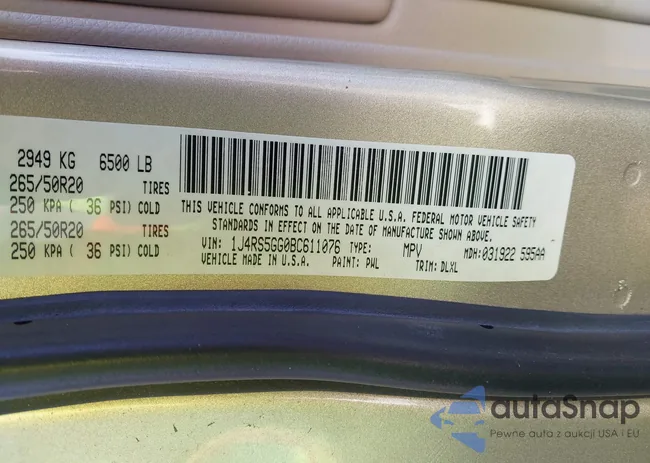 2949 KG 6500 LB
265/50R20 TIRES
250 KPA ( 36 PSI) COLD
265/50R20 TIRES
250 KPA ( 36 PSI) COLD
THIS VEHICLE CONFORMS TO ALL APPLICABLE U.S.A. FEDERAL MOTOR VEHICLE SAFETY
STANDARDS IN EFFECT ON THE DATE OF MANUFACTURE SHOWN ABOVE.
VIN: 1J4RS5GG0BC611076 TYPE: MPV MDH: 031922 595AA
VEHICLE MADE IN U.S.A. PAINT: PWL TRIM: DLXL
autoSnap
Pewne auta z aukcji USA i EU